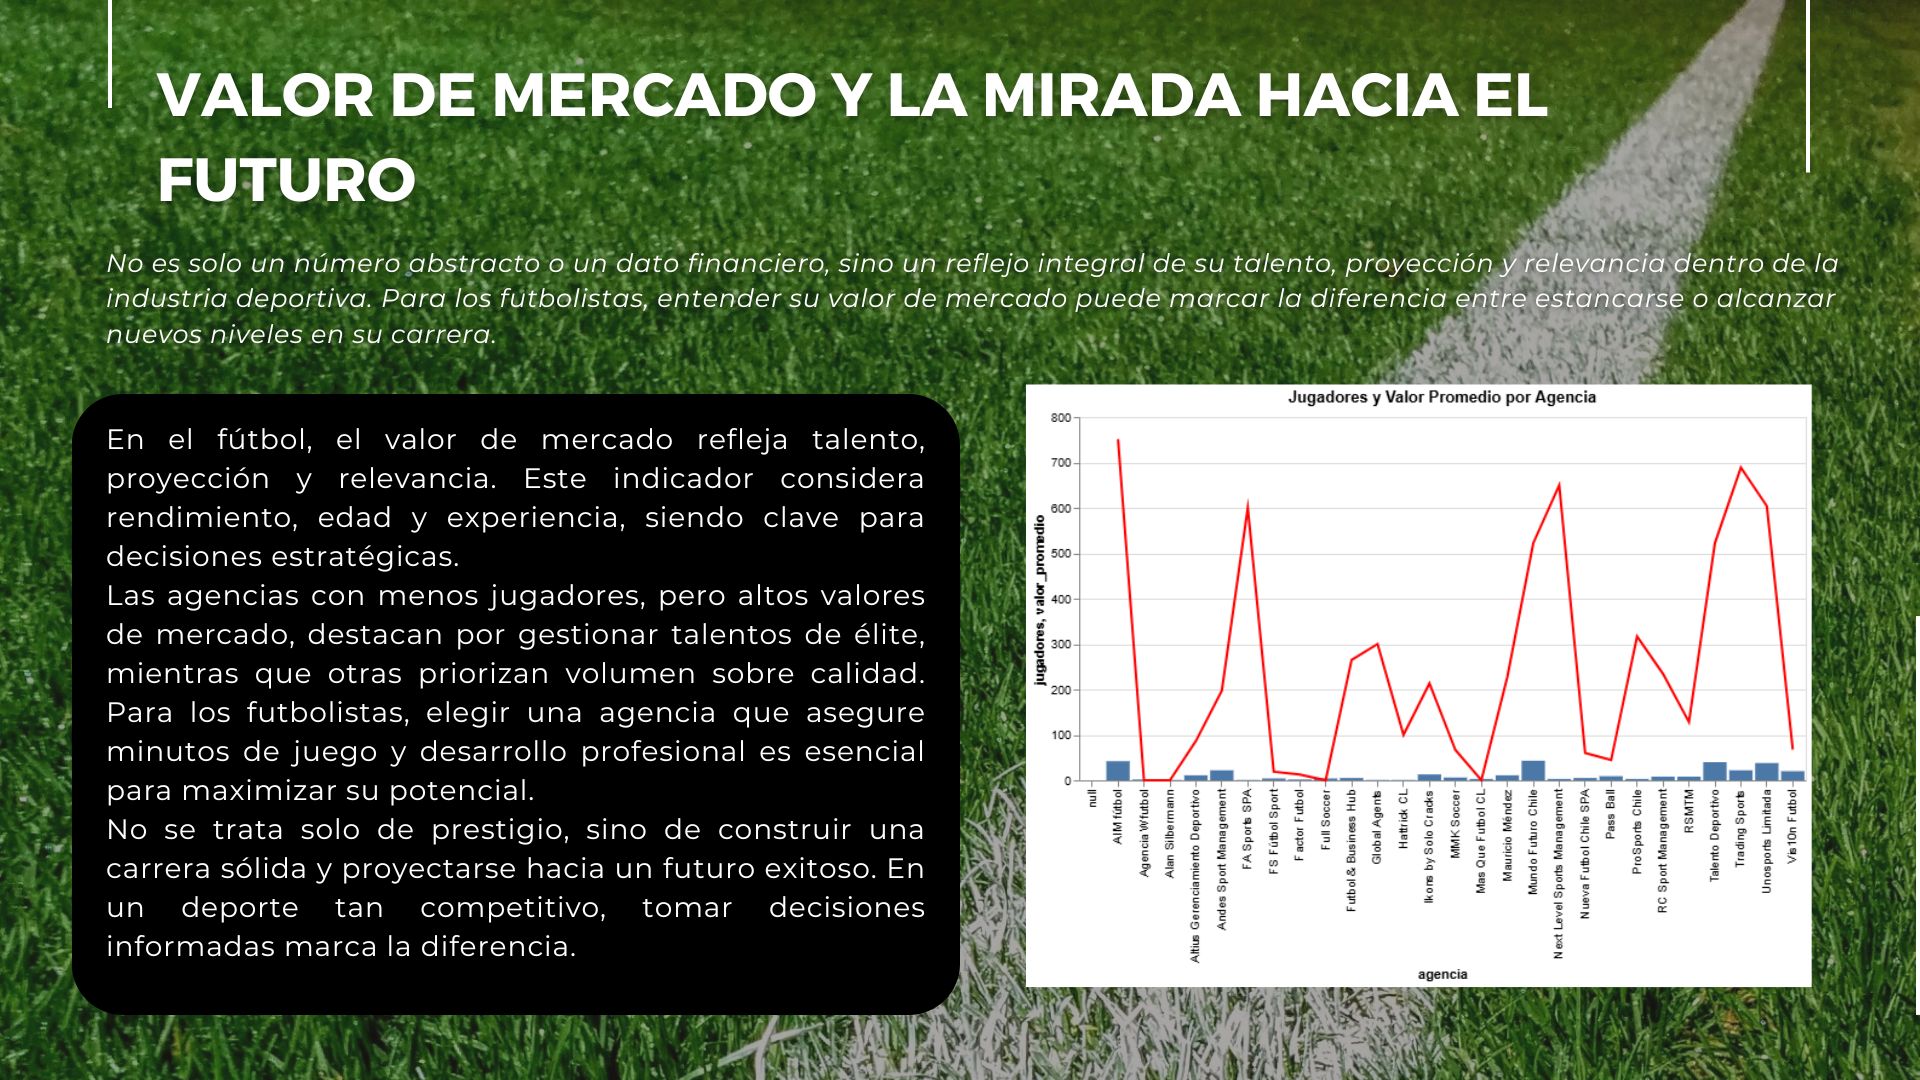 VALOR DE MERCADO Y LA MIRADA HACIA EL
FUTURO
No es solo un número abstracto o un dato financiero, sino un reflejo integral de su talento, proyección y relevancia dentro de la
industria deportiva. Para los futbolistas, entender su valor de mercado puede marcar la diferencia entre estancarse o alcanzar
nuevos niveles en su carrera.
En el fútbol, el valor de mercado refleja talento,
proyección y relevancia. Este indicador considera
rendimiento, edad y experiencia, siendo clave para
decisiones estratégicas.
Las agencias con menos jugadores, pero altos valores
de mercado, destacan por gestionar talentos de élite,
mientras que otras priorizan volumen sobre calidad.
Para los futbolistas, elegir una agencia que asegure
minutos de juego y desarrollo profesional es esencial
para maximizar su potencial.
No se trata solo de prestigio, sino de construir una
carrera sólida y proyectarse hacia un futuro exitoso. En
un deporte tan competitivo, tomar decisiones
informadas marca la diferencia.
Jugadores y Valor Promedio por Agencia
jugadores, valor_promedio
800
700
600
500
400
300
200
100
0
null
AIM fútbol
Agencia Wfutbol
Alan Silbermann
Altius Gerenciamiento Deportivo
Andes Sport Management
FA Sports SPA
FS Fútbol Sport
Factor Futbol
Full Soccer
Futbol & Business Hub
Global Agents
Hattrick CL
Ikons by Solo Cracks
MMK Soccer
Mas Que Futbol CL
Mauricio Méndez
Mundo Futuro Chile
Next Level Sports Management
Nueva Futbol Chile SPA
Pass Ball
ProSports Chile
RC Sport Management
RSMTM
Talento Deportivo
Trading Sports
Unosports Limitada
Vis1On Futbol
agencia